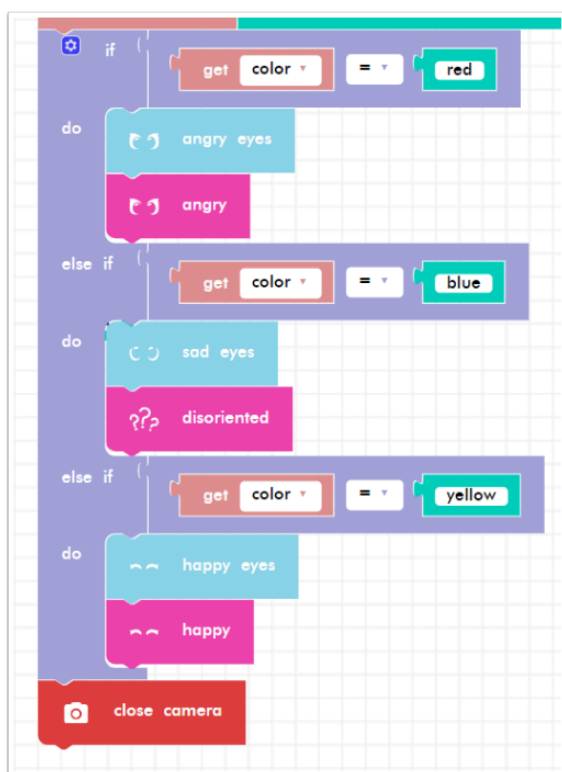 if get color = red
do
angry eyes
angry
else if get color = blue
do
sad eyes
??? disoriented
else if get color = yellow
do
happy eyes
happy
close camera